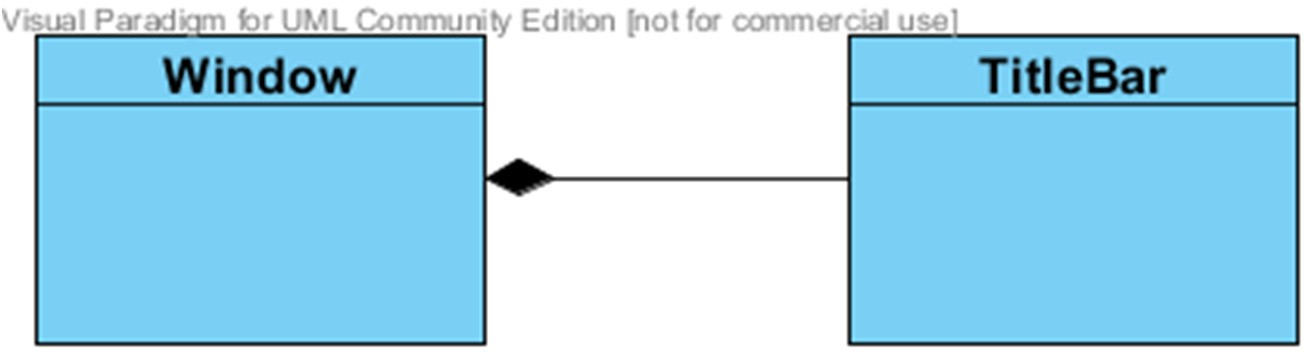 Visual Paradigm for UML Community Edition [not for commercial use]
Window
TitleBar